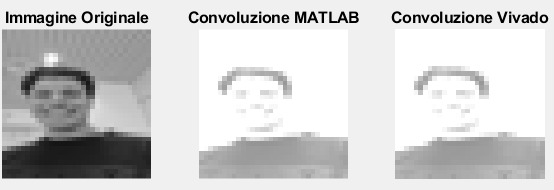 Immagine Originale
Convoluzione MATLAB
Convoluzione Vivado